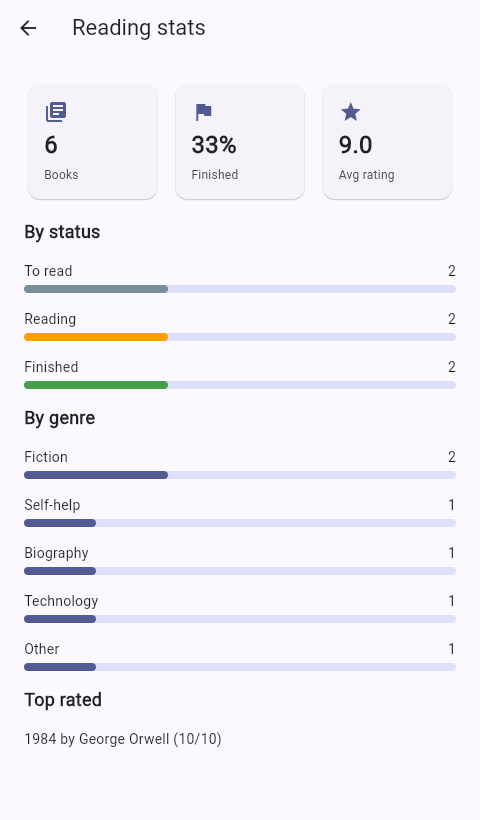 Reading stats
6
Books
33%
Finished
9.0
Avg rating
By status
To read 2
Reading 2
Finished 2
By genre
Fiction 2
Self-help 1
Biography 1
Technology 1
Other 1
Top rated
1984 by George Orwell (10/10)